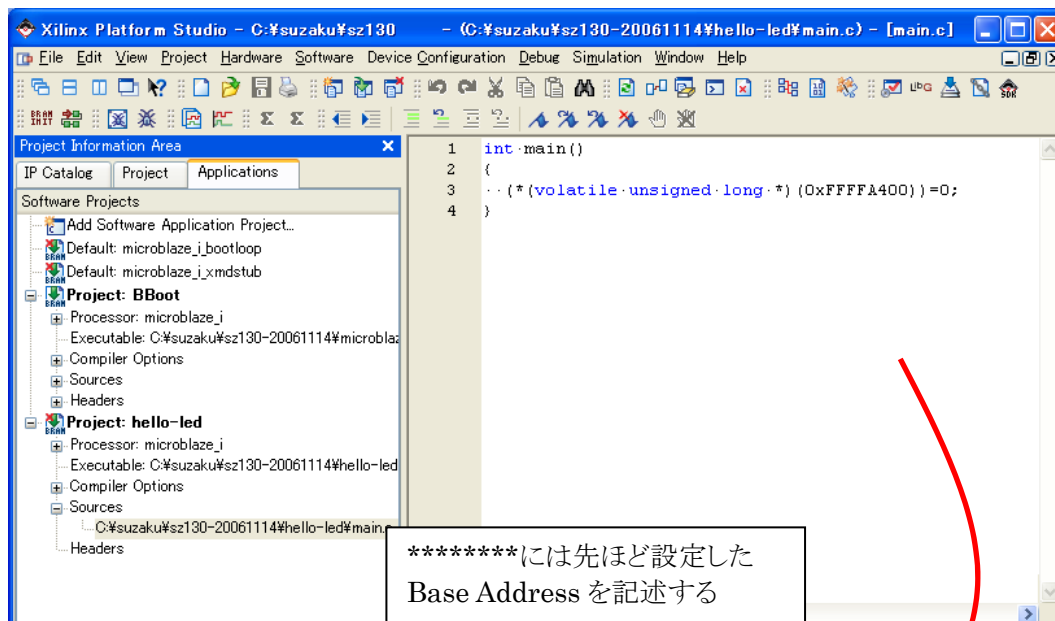 Xilinx Platform Studio - C:¥suzaku¥sz130 - (C:¥suzaku¥sz130-20061114¥hello-led¥main.c) - [main.c]
File Edit View Project Hardware Software Device Configuration Debug Simulation Window Help
Project Information Area
IP Catalog Project Applications
Software Projects
Add Software Application Project...
Default: microblaze_i_bootloop
Default: microblaze_i_xmdstub
Project: BBoot
Processor: microblaze_i
Executable: C:¥suzaku¥sz130-20061114¥microblaz
Compiler Options
Sources
Headers
Project: hello-led
Processor: microblaze_i
Executable: C:¥suzaku¥sz130-20061114¥hello-led
Compiler Options
Sources
C:¥suzaku¥sz130-20061114¥hello-led¥main.c
Headers
1 int·main()
2 {
3 ··(*(volatile·unsigned·long·*)(0xFFFFA400))=0;
4 }
********には先ほど設定した
Base Address を記述する